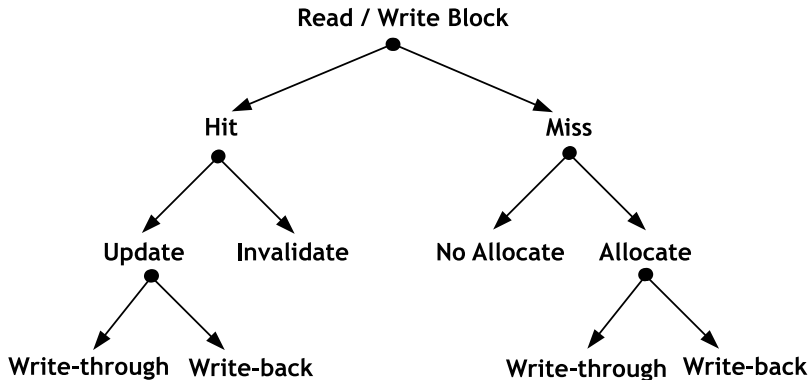 Read / Write Block
Hit Miss
Update Invalidate No Allocate Allocate
Write-through Write-back Write-through Write-back